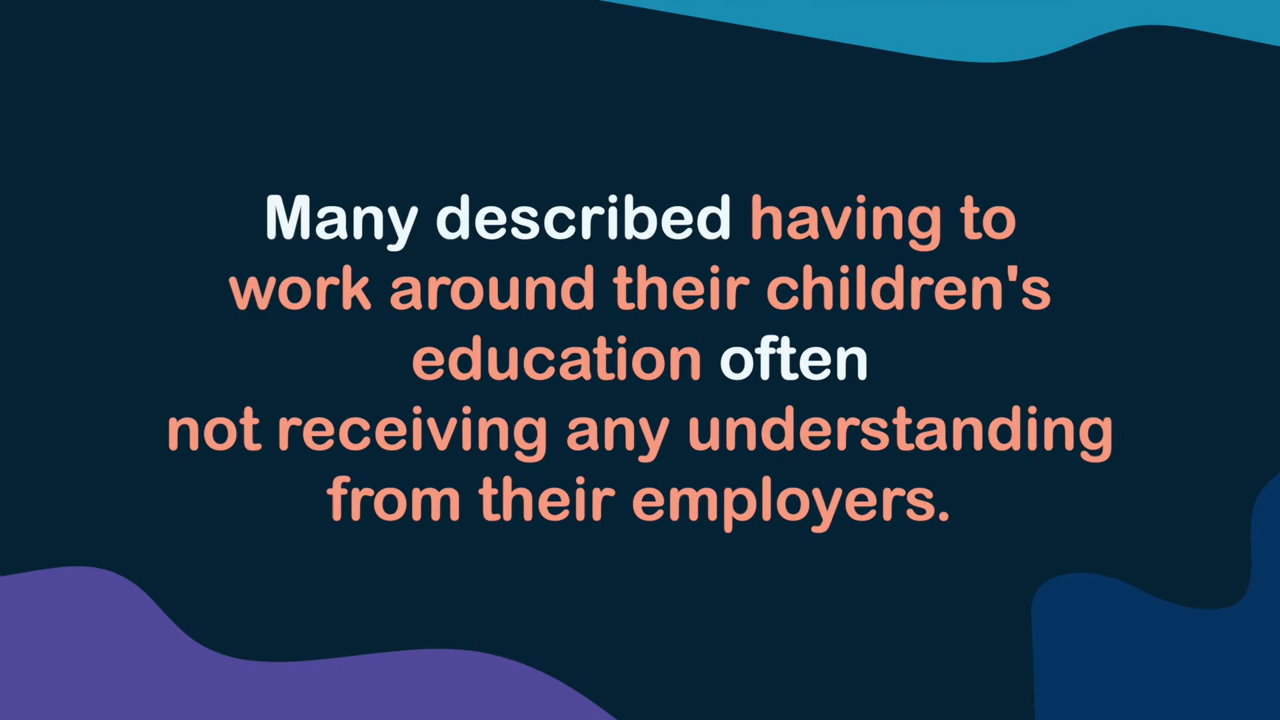 Many described having to
work around their children's
education often
not receiving any understanding
from their employers.